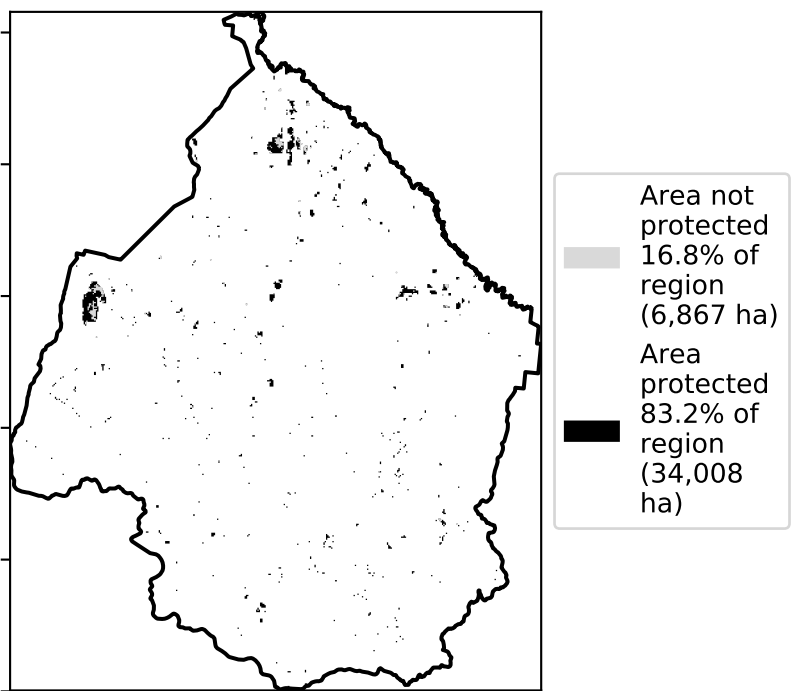 Area not
protected
16.8% of
region
(6,867 ha)
Area
protected
83.2% of
region
(34,008
ha)